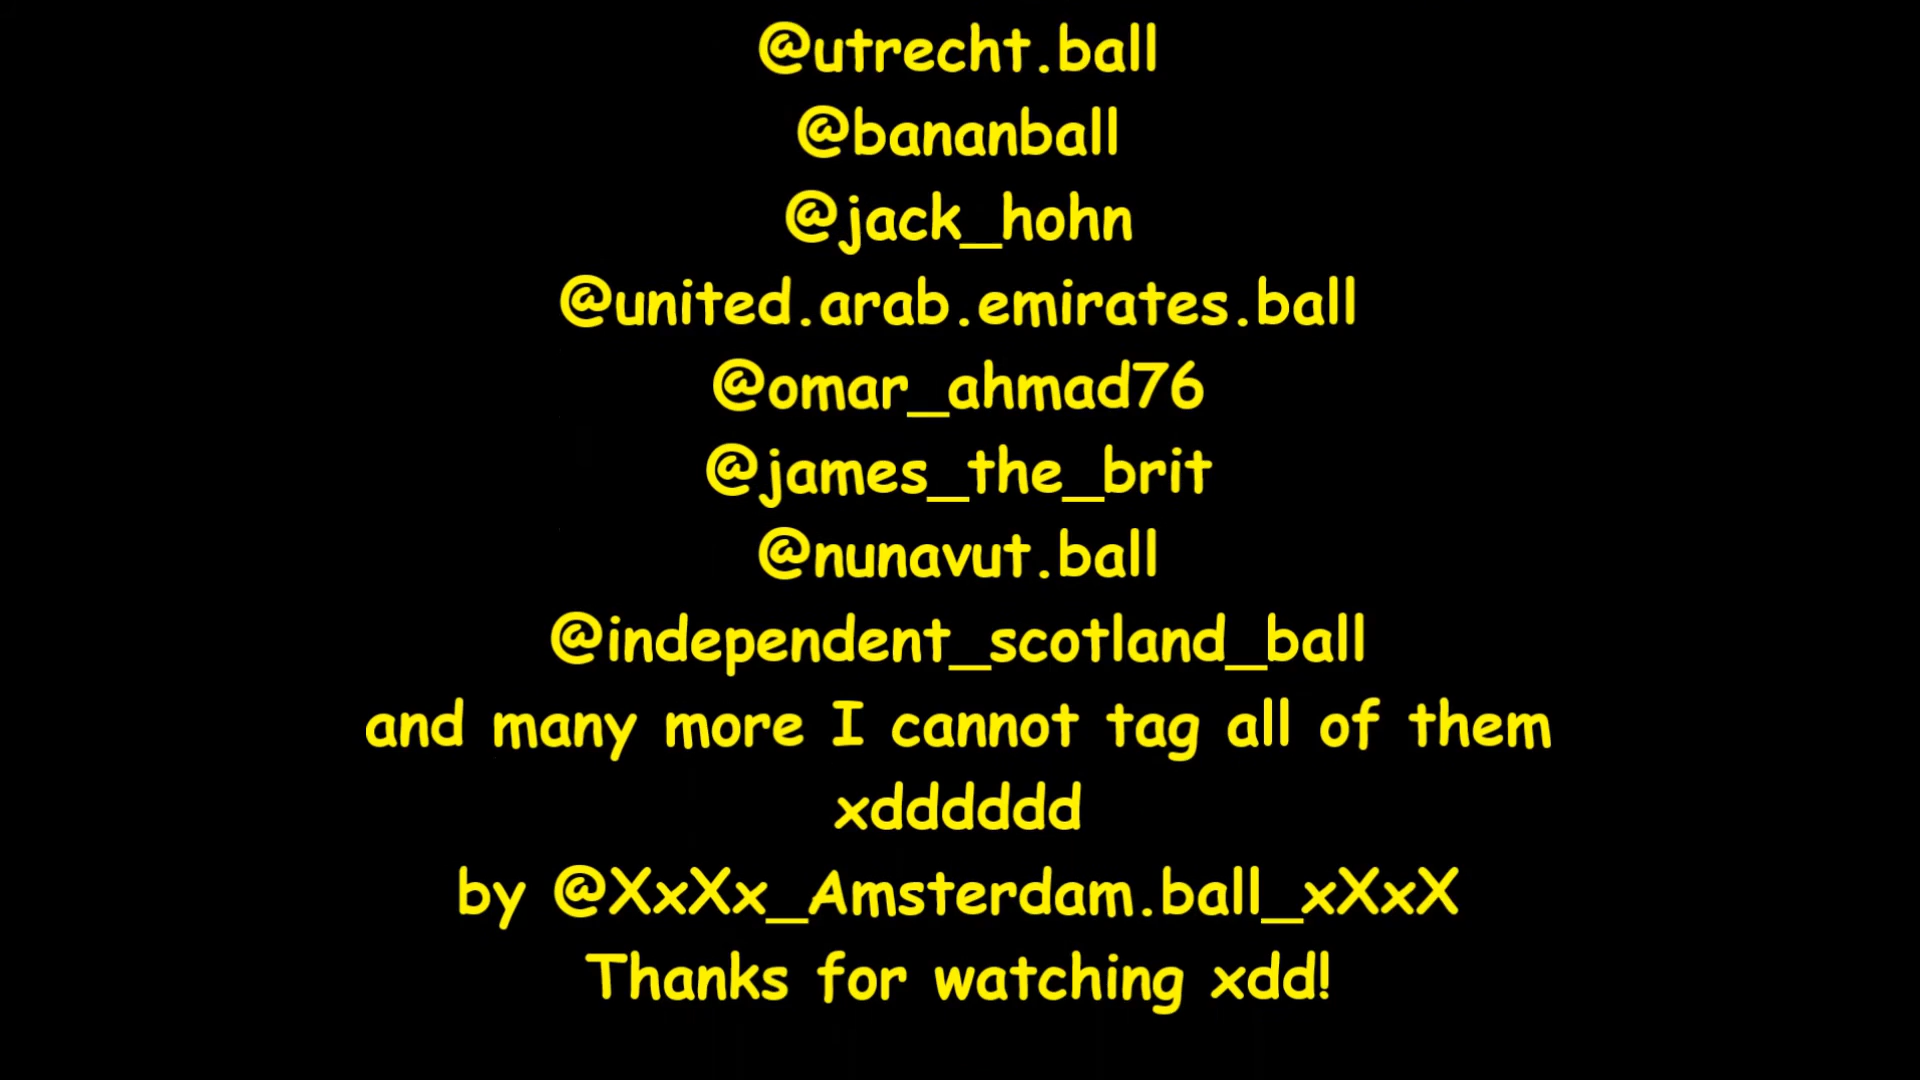 @utrecht.ball
@bananball
@jack_hohn
@united.arab.emirates.ball
@omar_ahmad76
@james_the_brit
@nunavut.ball
@independent_scotland_ball
and many more I cannot tag all of them
xdddddd
by @XxXx_Amsterdam.ball_xXxX
Thanks for watching xdd!